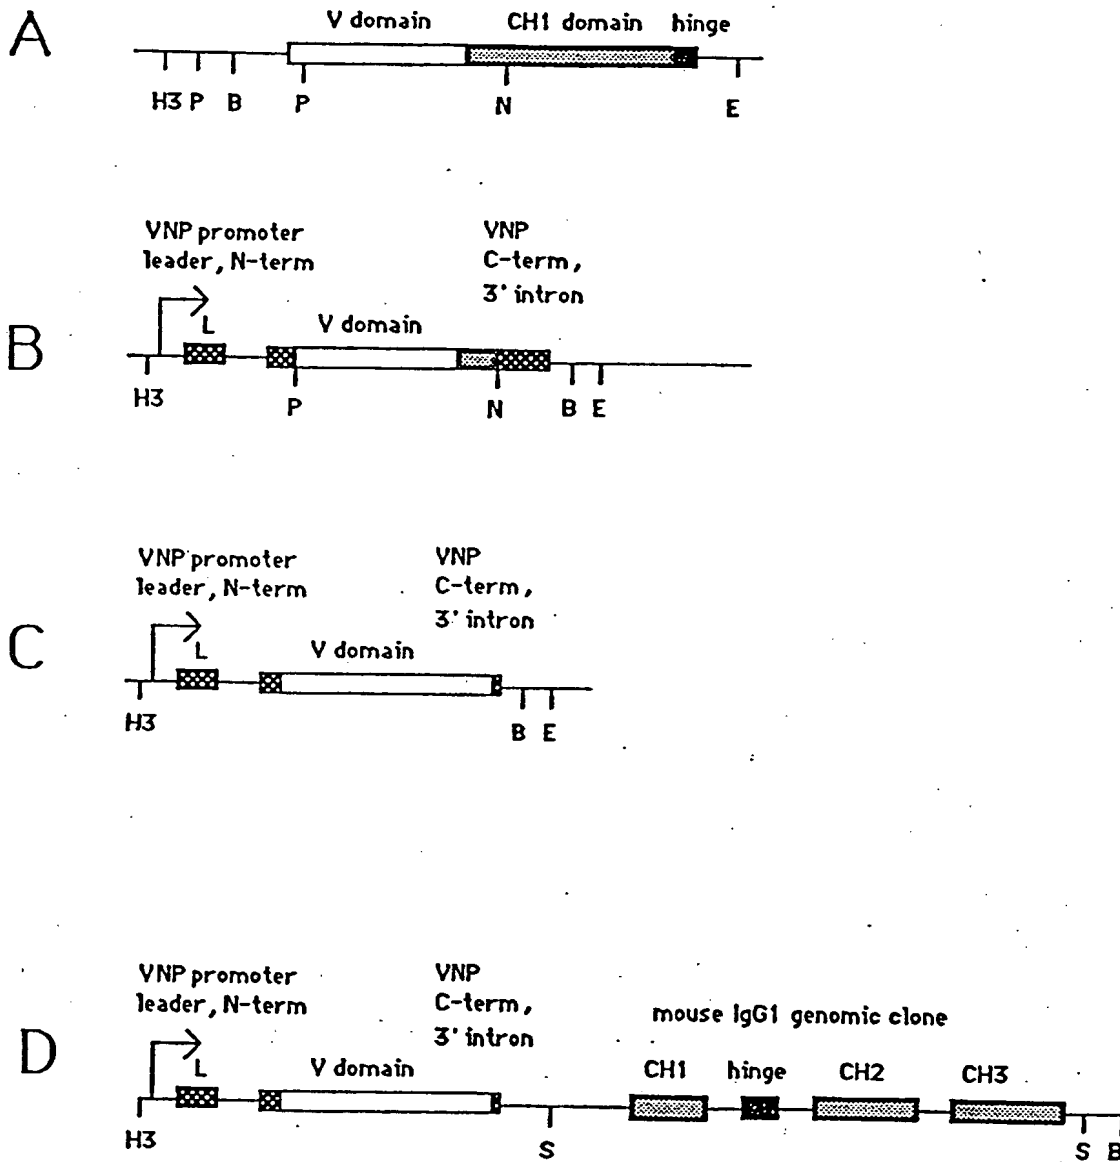 A
V domain CH1 domain hinge
H3 P B P N E
VNP promoter
leader, N-term
VNP
C-term,
3' intron
B
L
V domain
H3 P N B E
VNP promoter
leader, N-term
VNP
C-term,
3' intron
C
L
V domain
H3 B E
VNP promoter
leader, N-term
VNP
C-term,
3' intron
mouse IgG1 genomic clone
D
L
V domain
CH1 hinge CH2 CH3
H3 S S B